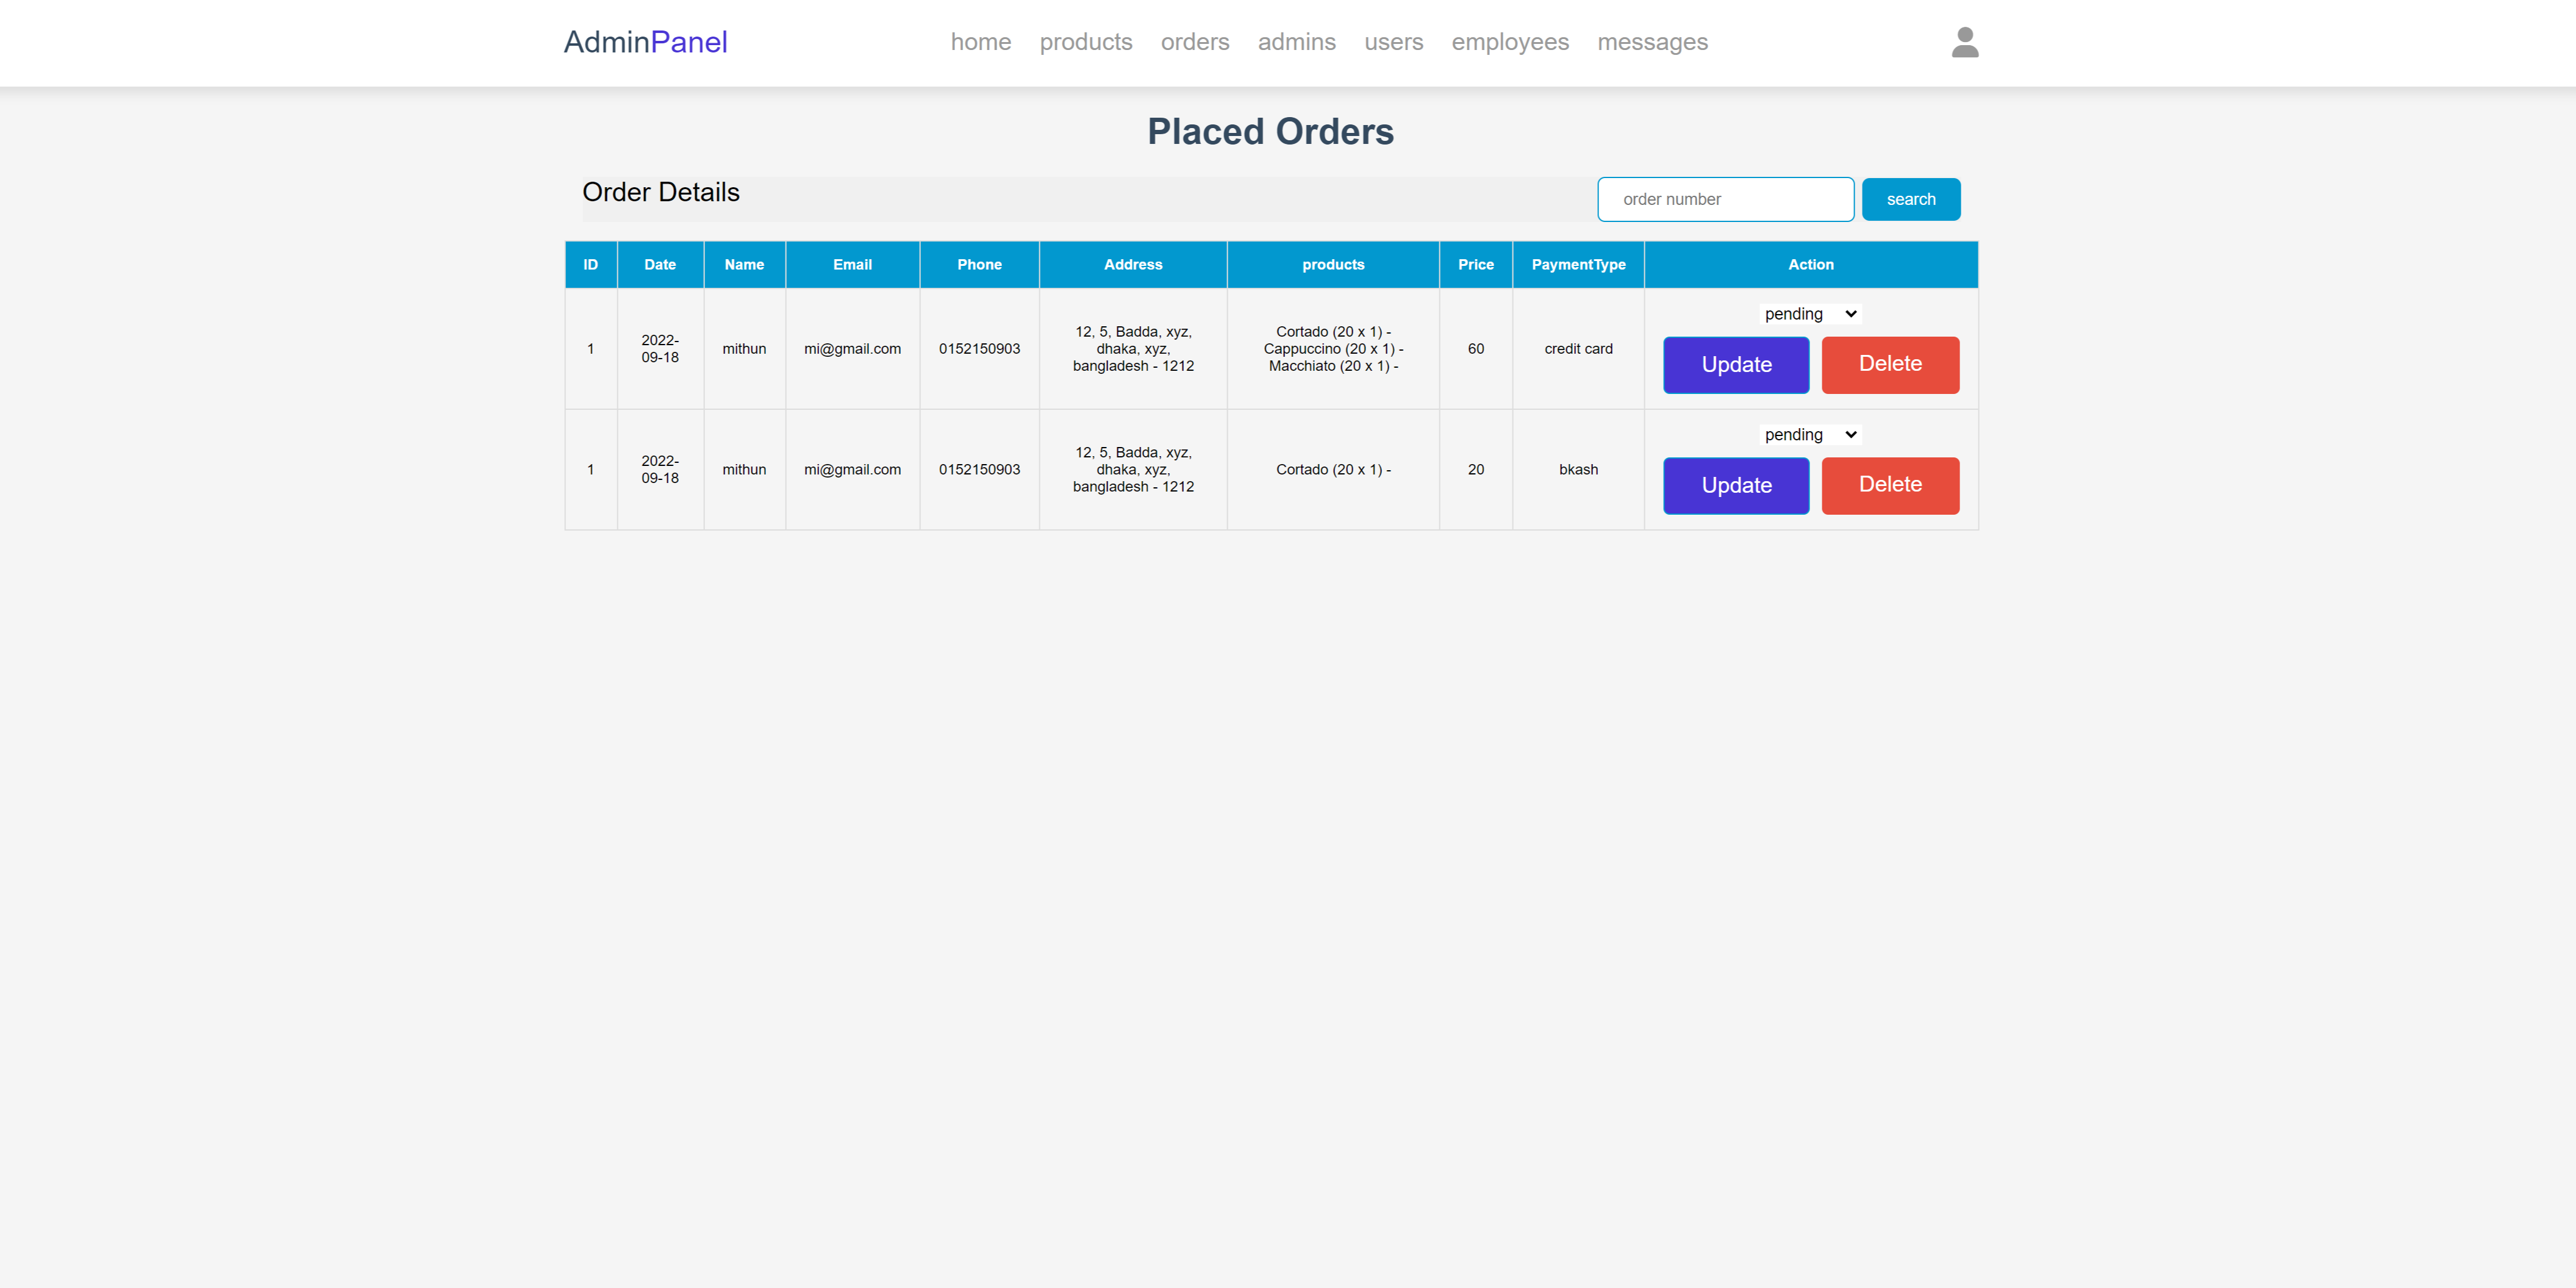 AdminPanel home products orders admins users employees messages
Placed Orders
Order Details order number search
ID Date Name Email Phone Address products Price PaymentType Action
1
2022-
09-18
mithun
mi@gmail.com
0152150903
12, 5, Badda, xyz,
dhaka, xyz,
bangladesh - 1212
Cortado (20 x 1) -
Cappuccino (20 x 1) -
Macchiato (20 x 1) -
60
credit card
pending
Update Delete
1
2022-
09-18
mithun
mi@gmail.com
0152150903
12, 5, Badda, xyz,
dhaka, xyz,
bangladesh - 1212
Cortado (20 x 1) -
20
bkash
pending
Update Delete